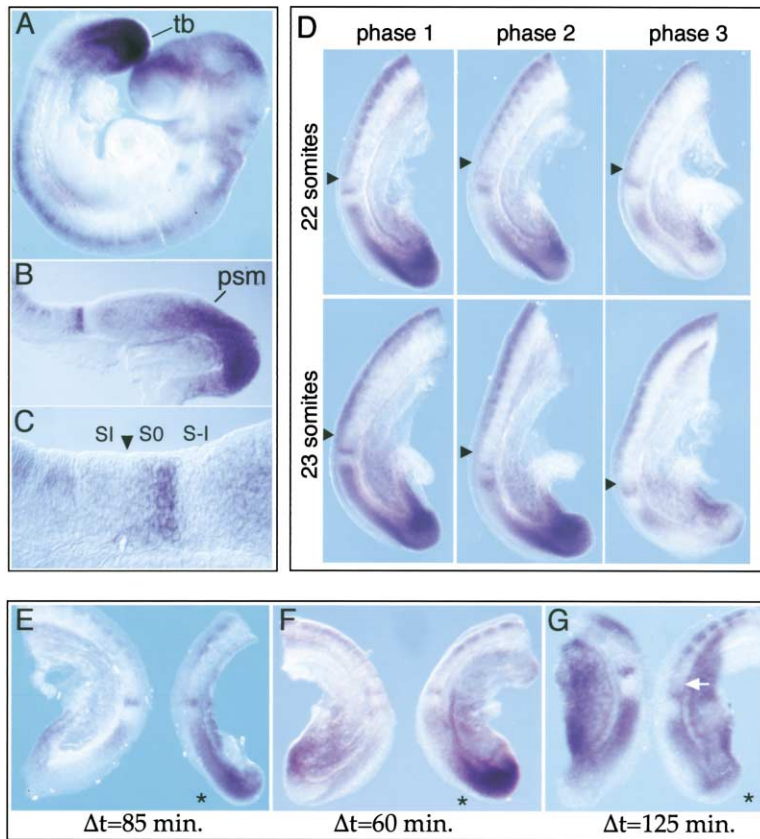 A
tb
B
psm
C
SI S0 S-I
D
phase 1 phase 2 phase 3
22 somites
23 somites
E
*
Δt=85 min.
F
*
Δt=60 min.
G
*
Δt=125 min.